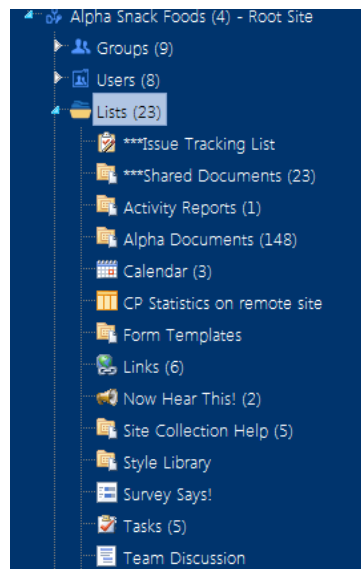 Alpha Snack Foods (4) - Root Site
Groups (9)
Users (8)
Lists (23)
***Issue Tracking List
***Shared Documents (23)
Activity Reports (1)
Alpha Documents (148)
Calendar (3)
CP Statistics on remote site
Form Templates
Links (6)
Now Hear This! (2)
Site Collection Help (5)
Style Library
Survey Says!
Tasks (5)
Team Discussion